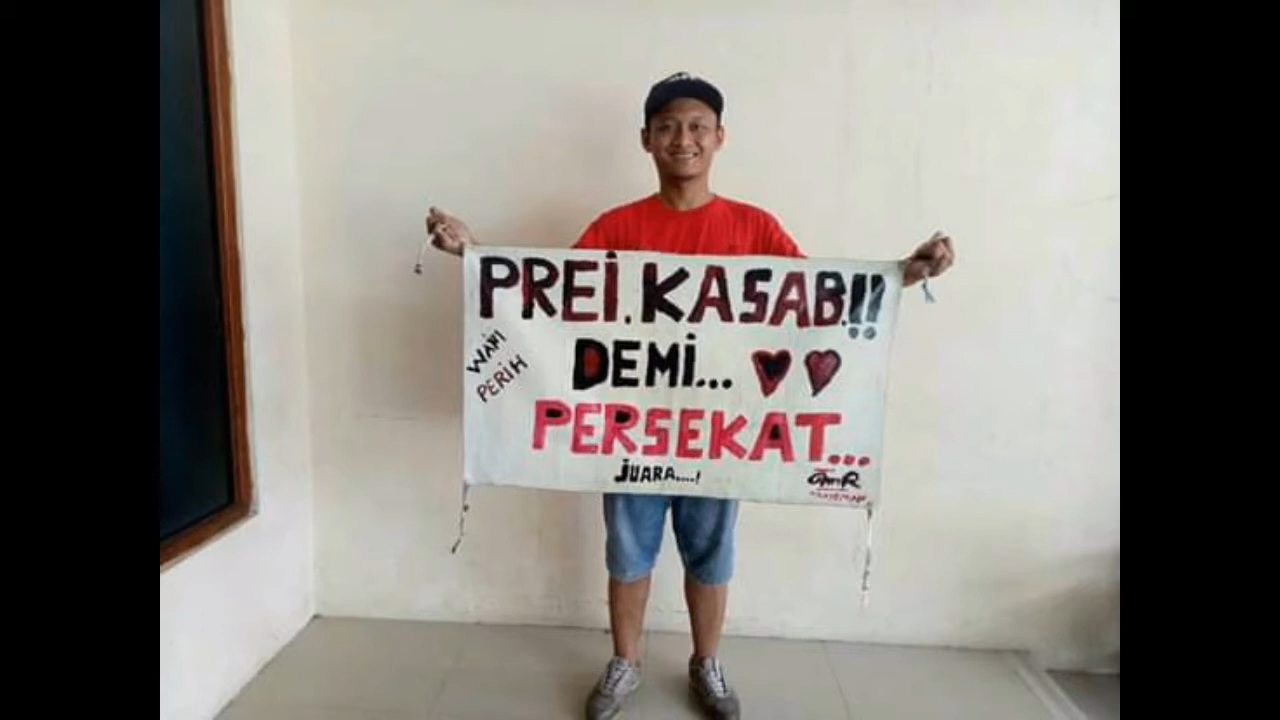 PREI. KASAB.!!
WANI
PERIH
DEMI...
PERSEKAT...
JUARA....!